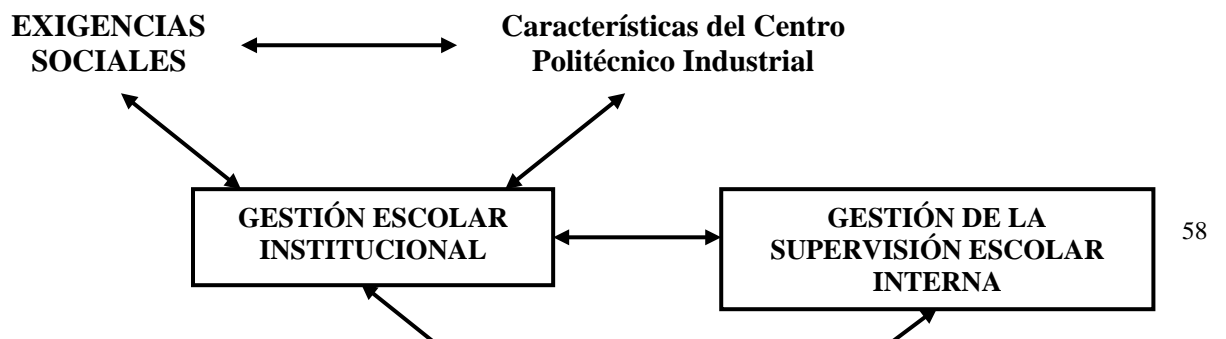 EXIGENCIAS
SOCIALES
Características del Centro
Politécnico Industrial
GESTIÓN ESCOLAR
INSTITUCIONAL
GESTIÓN DE LA
SUPERVISIÓN ESCOLAR
INTERNA
58